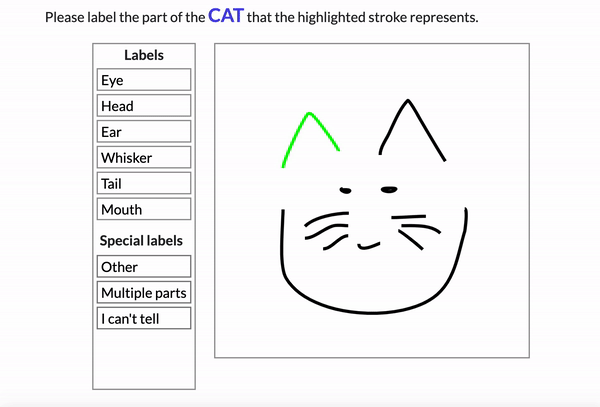 Please label the part of the CAT that the highlighted stroke represents.
Labels
Eye
Head
Ear
Whisker
Tail
Mouth
Special labels
Other
Multiple parts
I can't tell